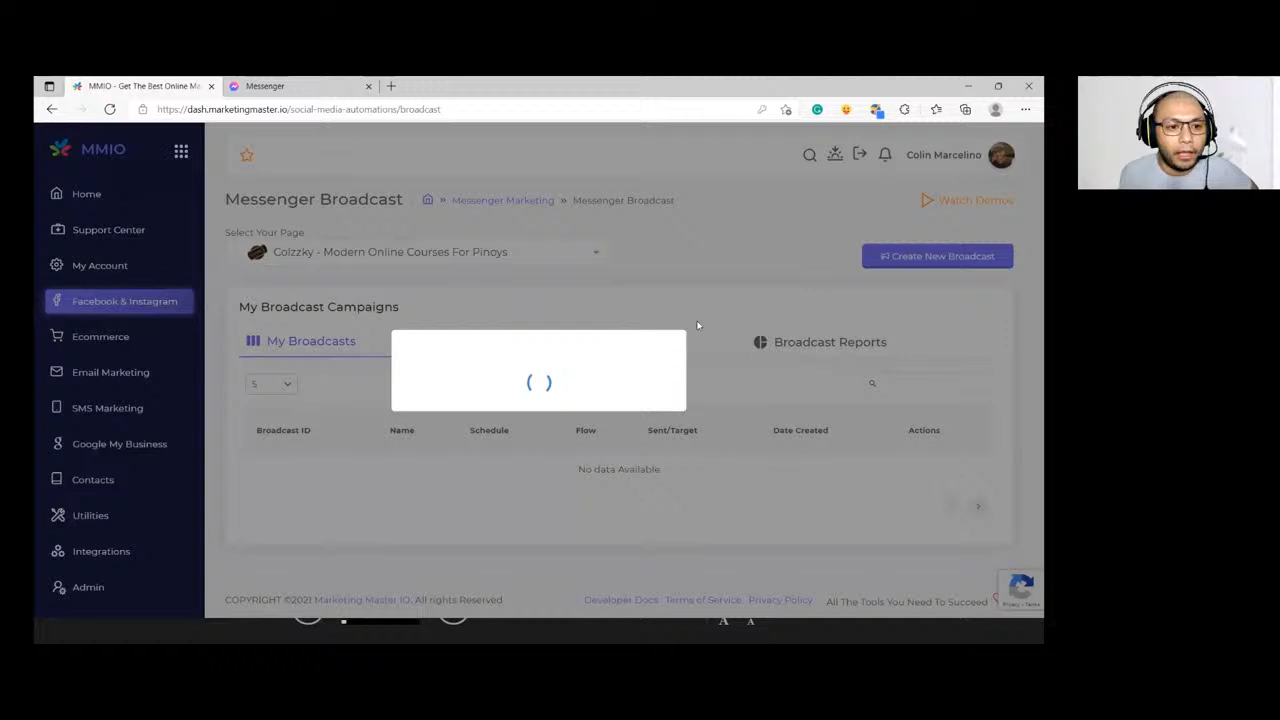 MMIO - Get The Best Online Ma
Messenger
https://dash.marketingmaster.io/social-media-automations/broadcast
MMIO
Colin Marcelino
Home
Support Center
My Account
Facebook & Instagram
Ecommerce
Email Marketing
SMS Marketing
Google My Business
Contacts
Utilities
Integrations
Admin
Messenger Broadcast
» Messenger Marketing » Messenger Broadcast
Watch Demos
Select Your Page
Colzzky - Modern Online Courses For Pinoys
Create New Broadcast
My Broadcast Campaigns
My Broadcasts
Broadcast Reports
5
Broadcast ID Name Schedule Flow Sent/Target Date Created Actions
No data Available
COPYRIGHT ©2021 Marketing Master IO, All rights Reserved
Developer Docs Terms of Service Privacy Policy
All The Tools You Need To Succeed
Privacy - Terms
A A